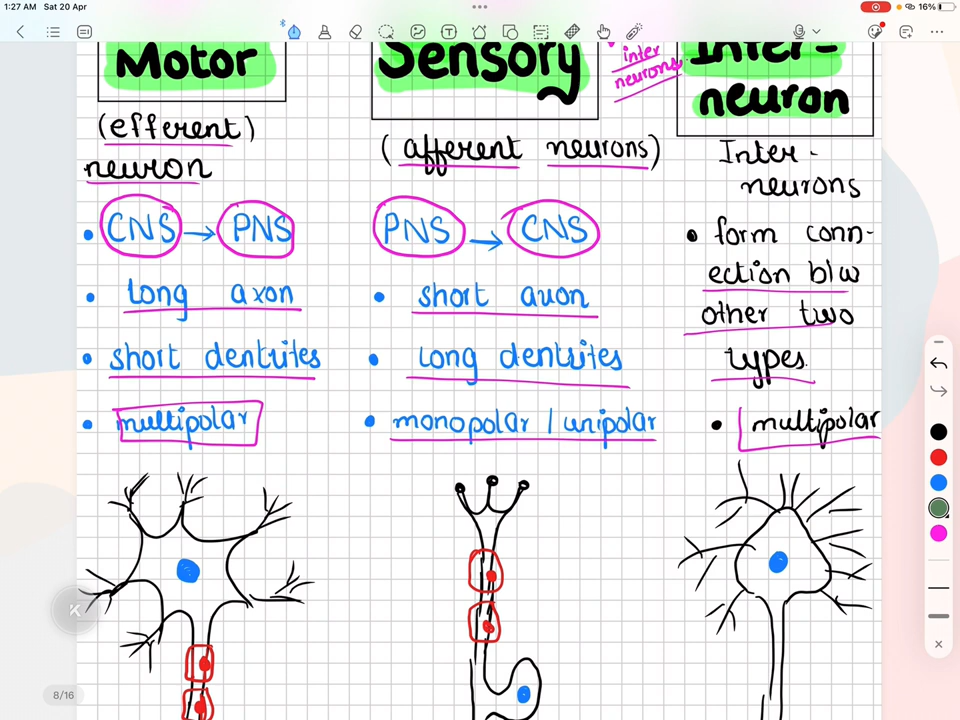 1:27 AM Sat 20 Apr
16%
Motor
(efferent)
neuron
• CNS → PNS
• long axon
• short dentrites
• multipolar
Sensory
(afferent neurons)
PNS → CNS
• short axon
• Long dentrites
• monopolar / unipolar
• inter
neurons
Inter-
neuron
Inter-
neurons
• form conn-
ection b/w
other two
types.
• multipolar
8/16